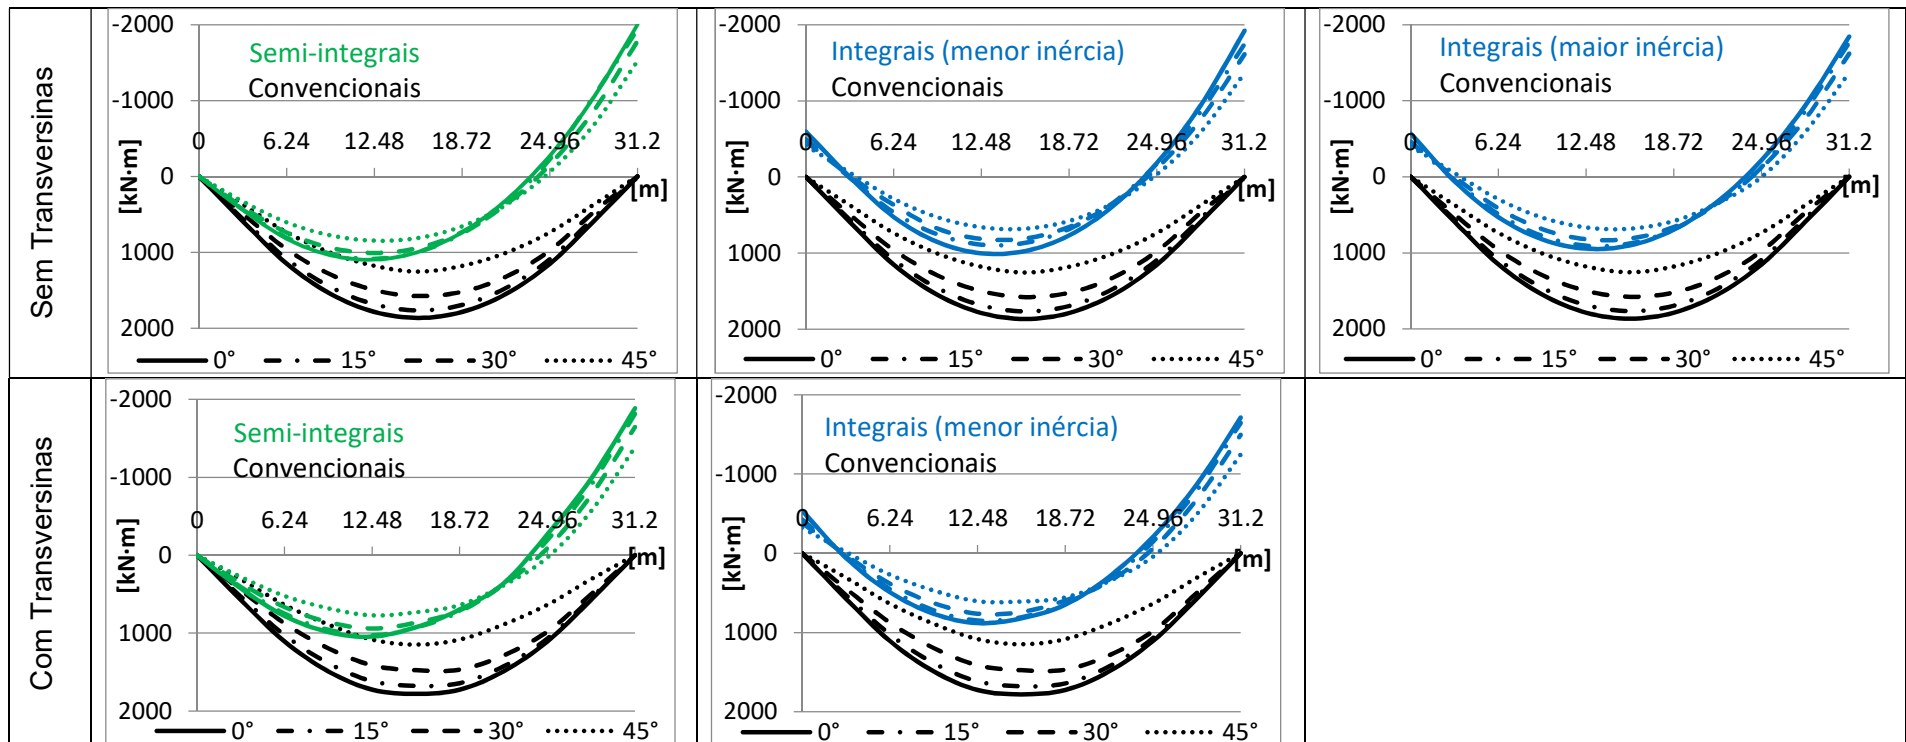 Sem Transversinas
-2000
-1000
0
1000
2000
[kN·m]
Semi-integrais
Convencionais
0 6.24 12.48 18.72 24.96 31.2
[m]
0° 15° 30° 45°
-2000
-1000
0
1000
2000
[kN·m]
Integrais (menor inércia)
Convencionais
0 6.24 12.48 18.72 24.96 31.2
[m]
0° 15° 30° 45°
-2000
-1000
0
1000
2000
[kN·m]
Integrais (maior inércia)
Convencionais
0 6.24 12.48 18.72 24.96 31.2
[m]
0° 15° 30° 45°
Com Transversinas
-2000
-1000
0
1000
2000
[kN·m]
Semi-integrais
Convencionais
0 6.24 12.48 18.72 24.96 31.2
[m]
0° 15° 30° 45°
-2000
-1000
0
1000
2000
[kN·m]
Integrais (menor inércia)
Convencionais
0 6.24 12.48 18.72 24.96 31.2
[m]
0° 15° 30° 45°